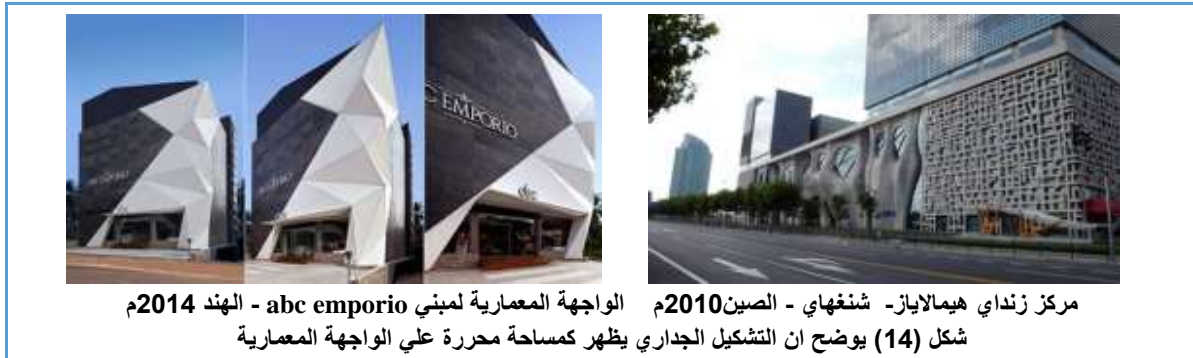 C EMPORIO
مركز زنداي هيمالاياز- شنغهاي - الصين2010م الواجهة المعمارية لمبني abc emporio - الهند 2014م
شكل (14) يوضح ان التشكيل الجداري يظهر كمساحة محررة علي الواجهة المعمارية